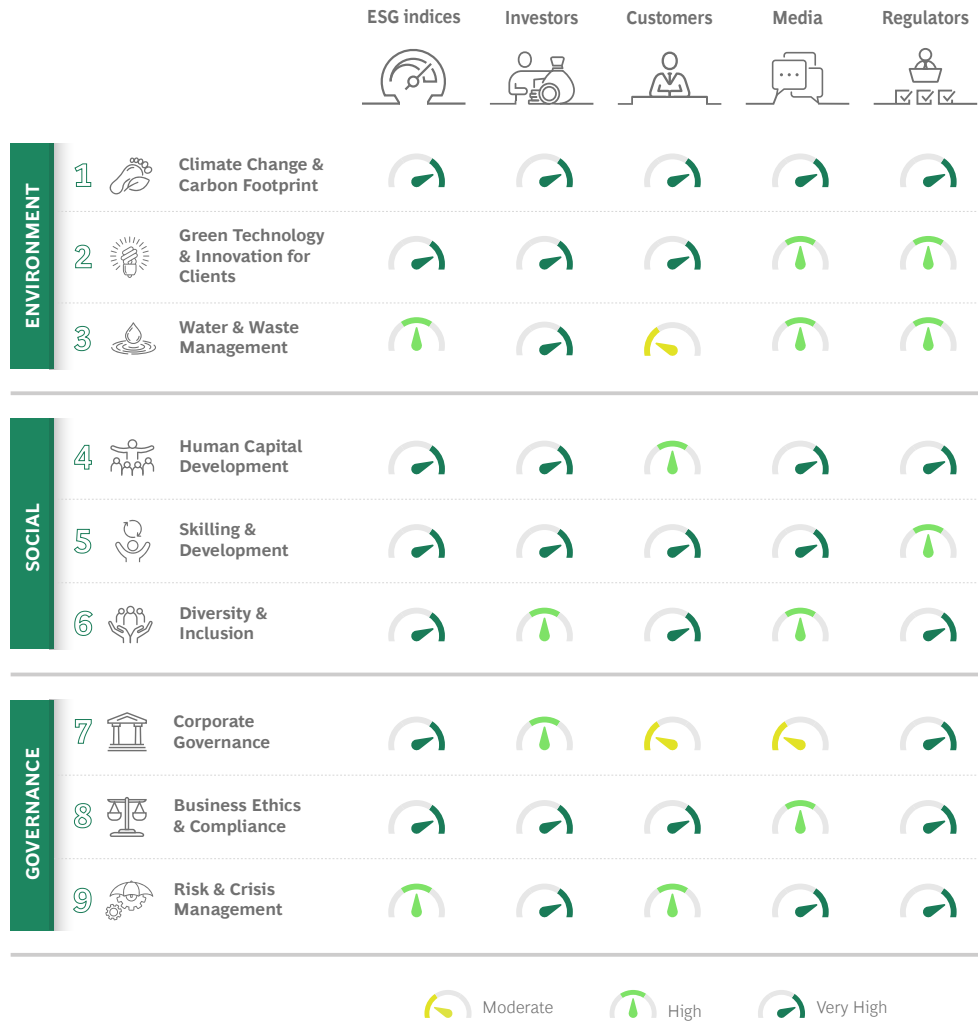 ESG indices Investors Customers Media Regulators
ENVIRONMENT
1 Climate Change &
Carbon Footprint
2 Green Technology
& Innovation for
Clients
3 Water & Waste
Management
SOCIAL
4 Human Capital
Development
5 Skilling &
Development
6 Diversity &
Inclusion
GOVERNANCE
7 Corporate
Governance
8 Business Ethics
& Compliance
9 Risk & Crisis
Management
Moderate High Very High